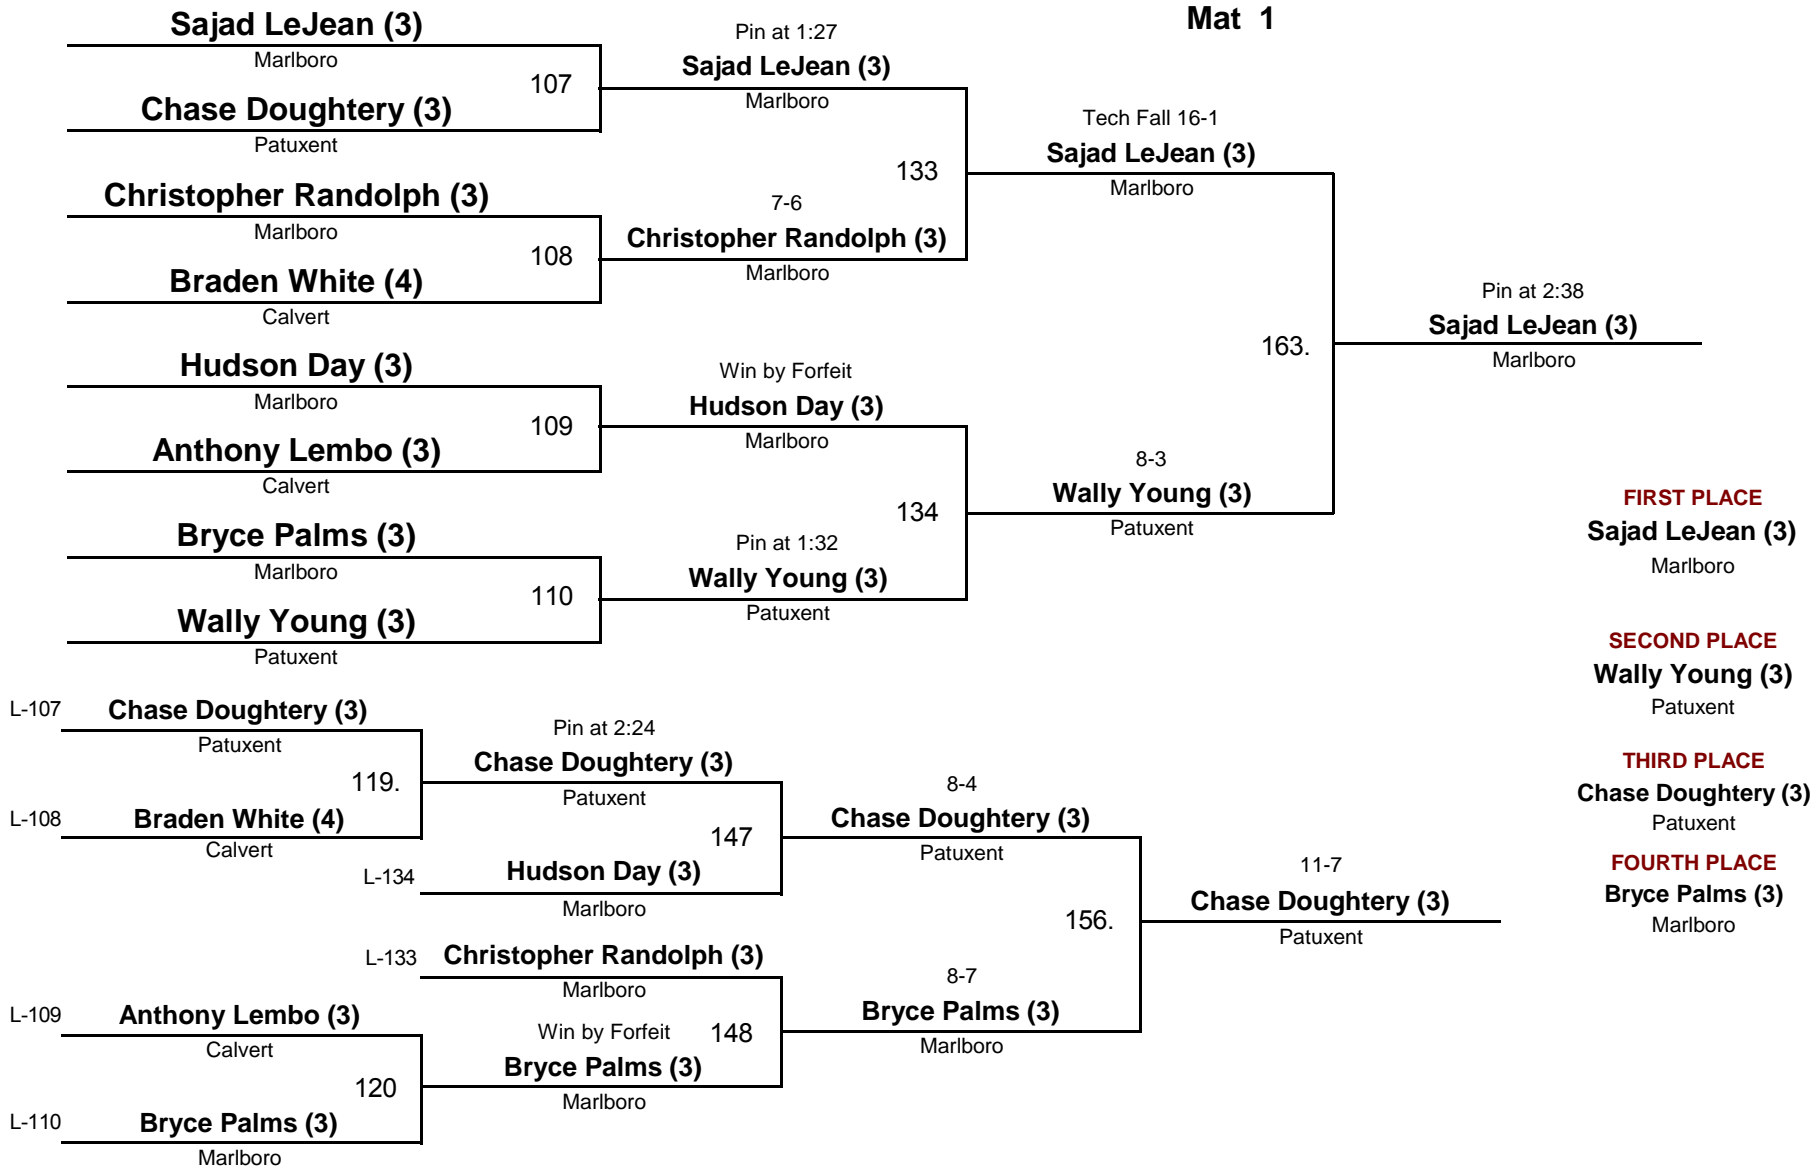 Mat 1
Sajad LeJean (3)
Marlboro
107
Chase Doughtery (3)
Patuxent
Christopher Randolph (3)
Marlboro
108
Braden White (4)
Calvert
Hudson Day (3)
Marlboro
109
Anthony Lembo (3)
Calvert
Bryce Palms (3)
Marlboro
110
Wally Young (3)
Patuxent
Pin at 1:27
Sajad LeJean (3)
Marlboro
133
7-6
Christopher Randolph (3)
Marlboro
Win by Forfeit
Hudson Day (3)
Marlboro
134
Pin at 1:32
Wally Young (3)
Patuxent
Tech Fall 16-1
Sajad LeJean (3)
Marlboro
163.
8-3
Wally Young (3)
Patuxent
Pin at 2:38
Sajad LeJean (3)
Marlboro
L-107
Chase Doughtery (3)
Patuxent
119.
L-108
Braden White (4)
Calvert
Pin at 2:24
Chase Doughtery (3)
Patuxent
147
L-134
Hudson Day (3)
Marlboro
L-133
Christopher Randolph (3)
Marlboro
148
L-109
Anthony Lembo (3)
Calvert
120
L-110
Bryce Palms (3)
Marlboro
Win by Forfeit
Bryce Palms (3)
Marlboro
8-4
Chase Doughtery (3)
Patuxent
156.
8-7
Bryce Palms (3)
Marlboro
11-7
Chase Doughtery (3)
Patuxent
FIRST PLACE
Sajad LeJean (3)
Marlboro
SECOND PLACE
Wally Young (3)
Patuxent
THIRD PLACE
Chase Doughtery (3)
Patuxent
FOURTH PLACE
Bryce Palms (3)
Marlboro